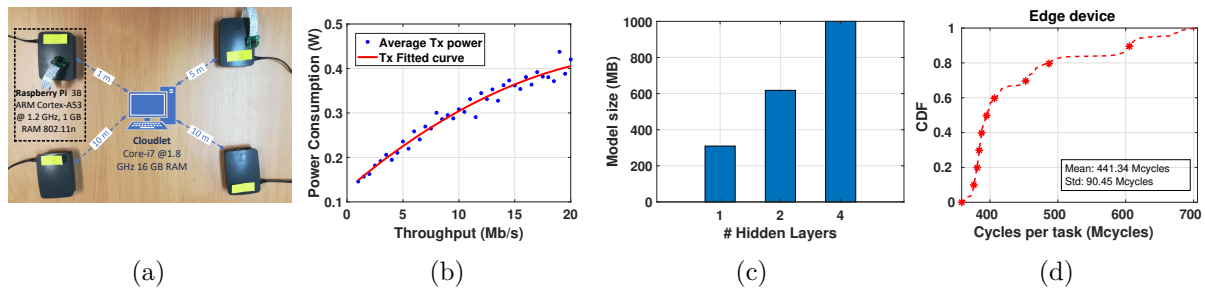 1 m
5 m
10 m
10 m
Raspberry Pi 3B
ARM Cortex-A53
@ 1.2 GHz, 1 GB
RAM 802.11n
Cloudlet
Core-i7 @1.8
GHz 16 GB RAM
(a)
Power Consumption (W)
0.5
0.4
0.3
0.2
0.1
Average Tx power
Tx Fitted curve
0 5 10 15 20
Throughput (Mb/s)
(b)
Model size (MB)
1000
800
600
400
200
0
1 2 4
# Hidden Layers
(c)
Edge device
CDF
1
0.8
0.6
0.4
0.2
0
Mean: 441.34 Mcycles
Std: 90.45 Mcycles
400 500 600 700
Cycles per task (Mcycles)
(d)